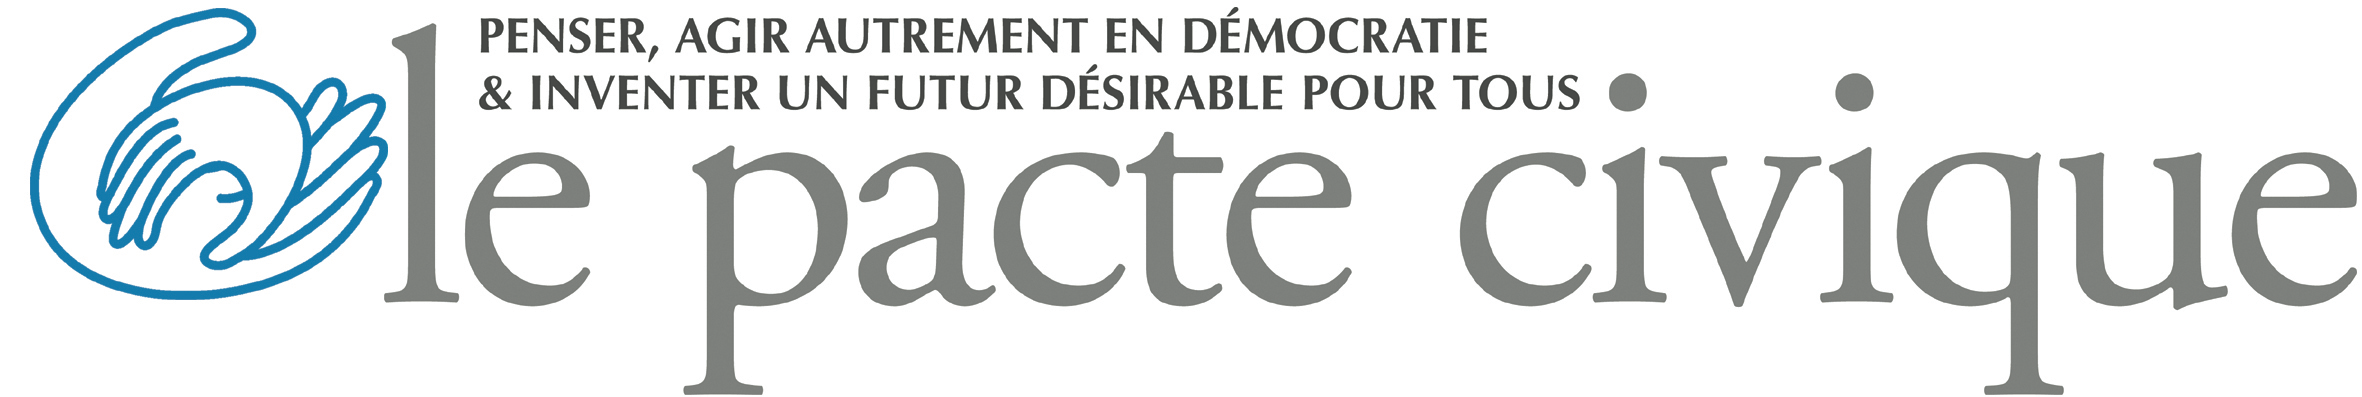 PENSER, AGIR AUTREMENT EN DÉMOCRATIE
& INVENTER UN FUTUR DÉSIRABLE POUR TOUS
le pacte civique